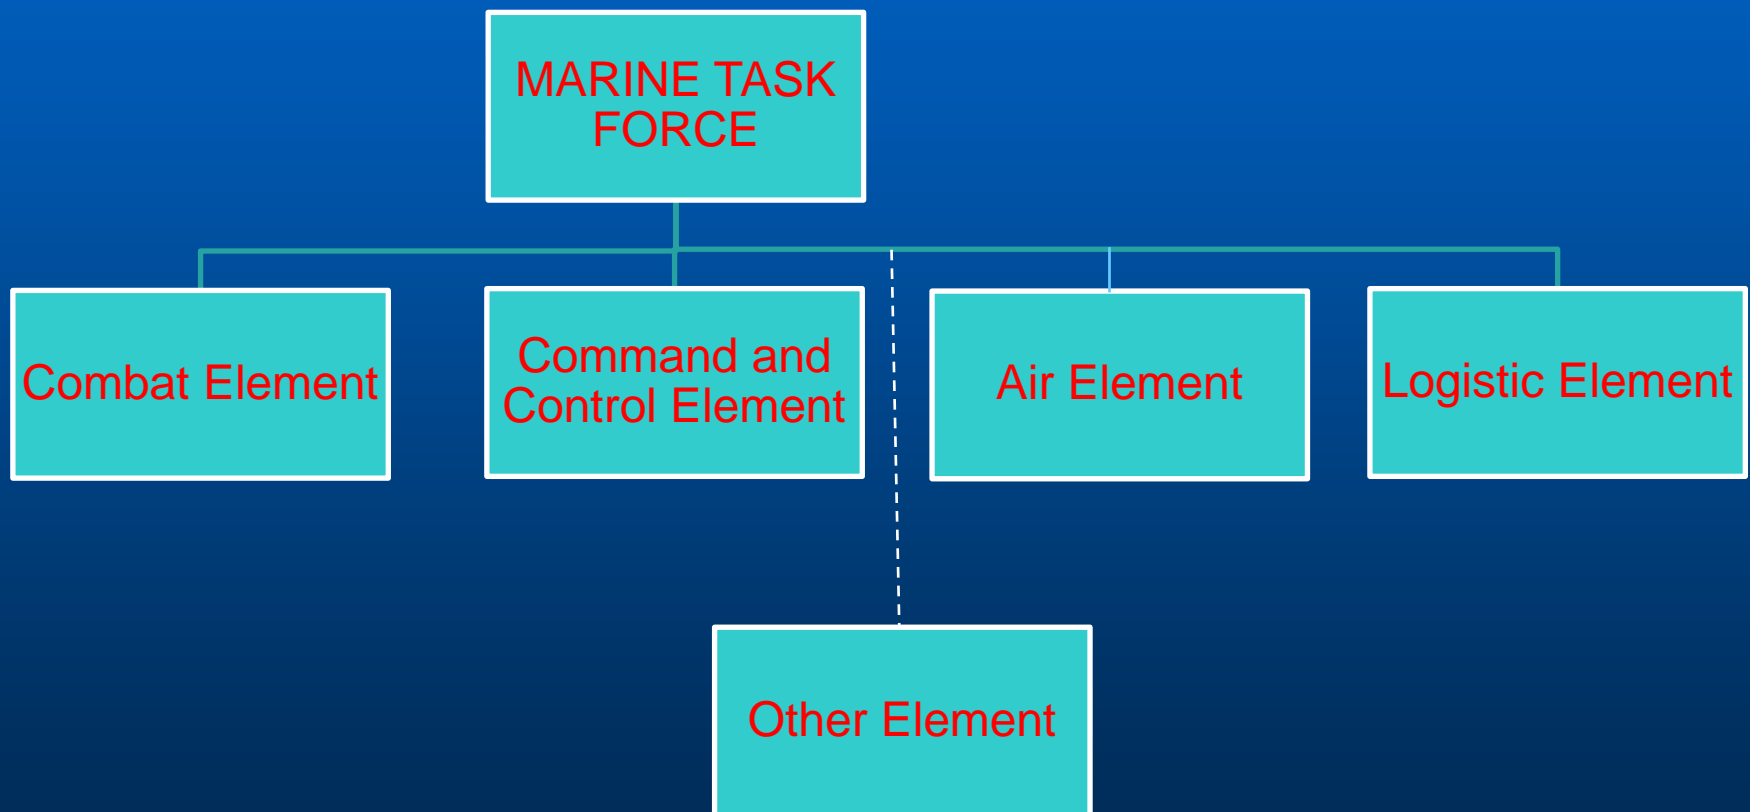 MARINE TASK
FORCE
Combat Element
Command and
Control Element
Air Element
Logistic Element
Other Element